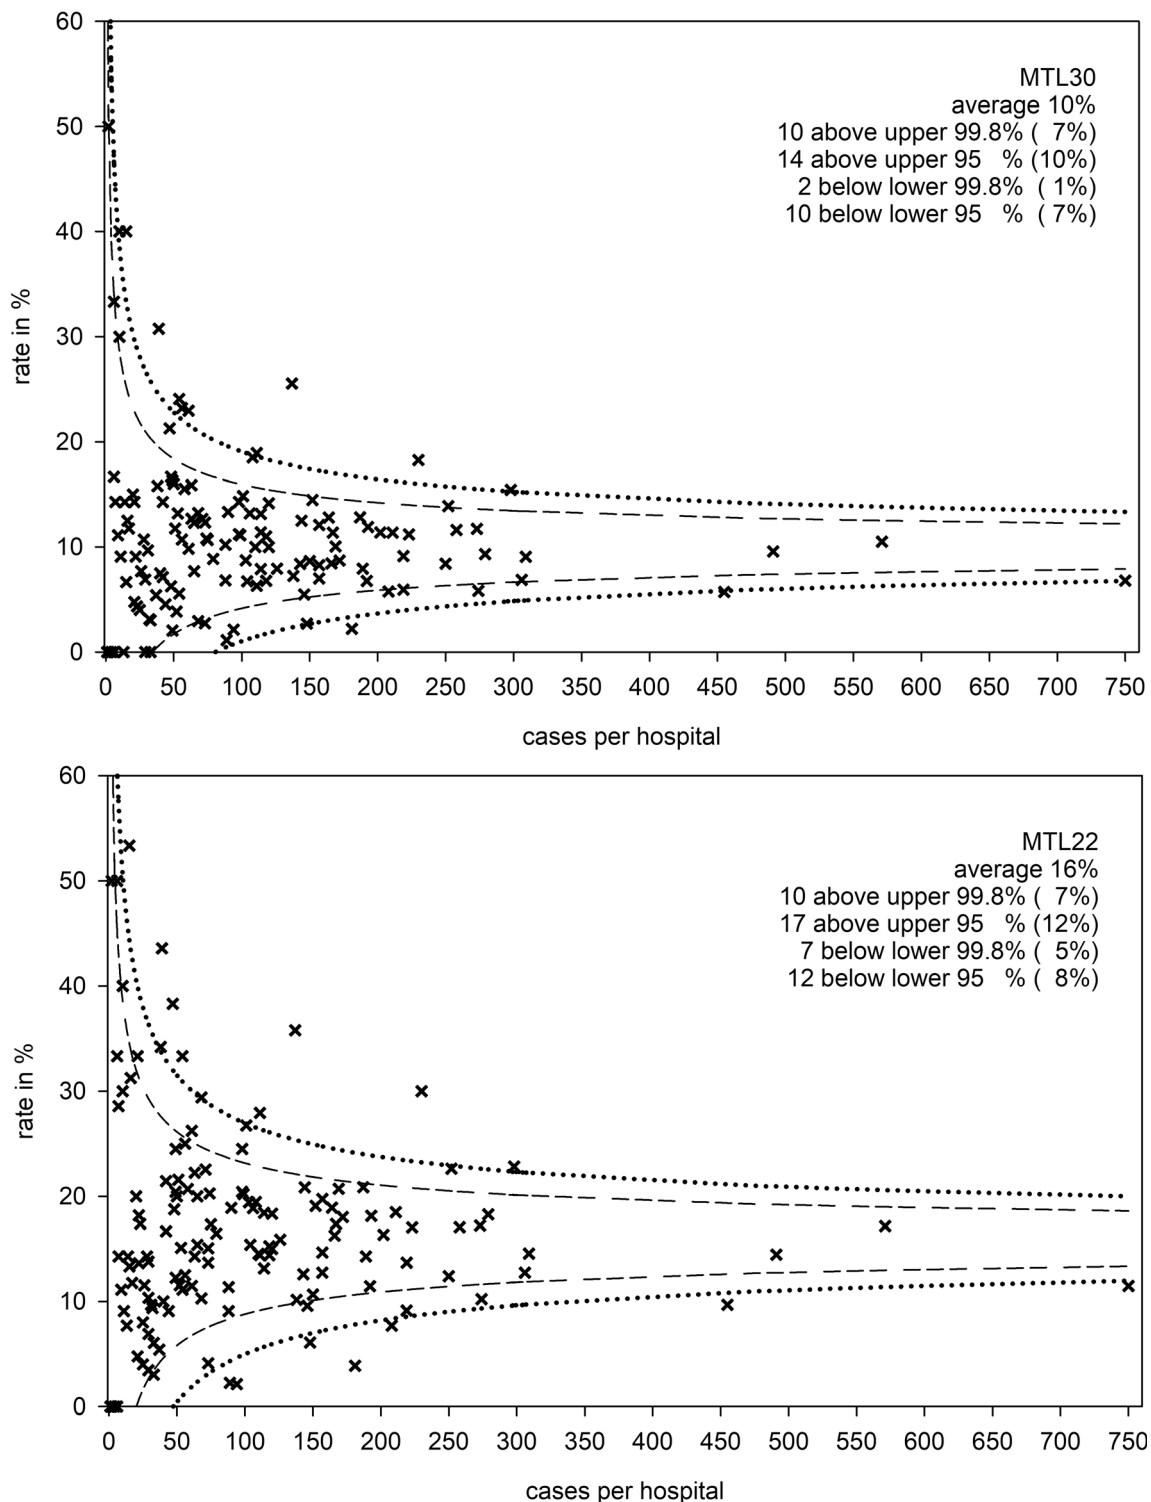 60
MTL30
average 10%
10 above upper 99.8% (  7%)
14 above upper 95   % (10%)
2 below lower 99.8%  ( 1%)
10 below lower 95   %  ( 7%)
50
40
30
20
10
0
rate in %
0 50 100 150 200 250 300 350 400 450 500 550 600 650 700 750
cases per hospital
60
MTL22
average 16%
10 above upper 99.8% (  7%)
17 above upper 95   % (12%)
7 below lower 99.8%  (  5%)
12 below lower 95   % (  8%)
50
40
30
20
10
0
rate in %
0 50 100 150 200 250 300 350 400 450 500 550 600 650 700 750
cases per hospital